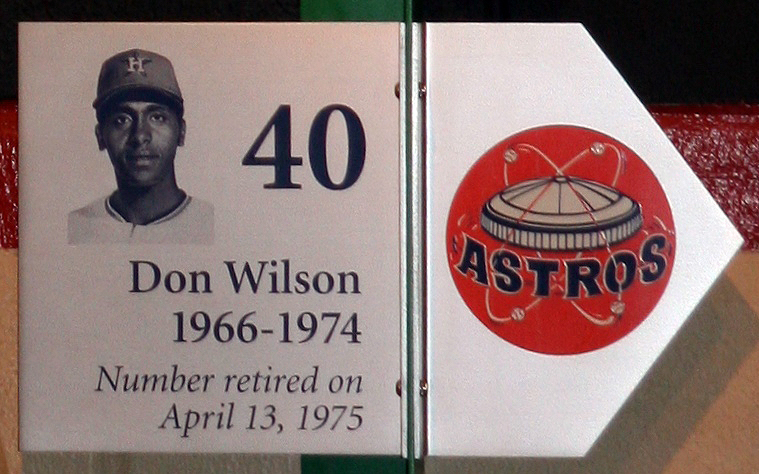 H
40
Don Wilson
1966-1974
Number retired on
April 13, 1975
ASTROS